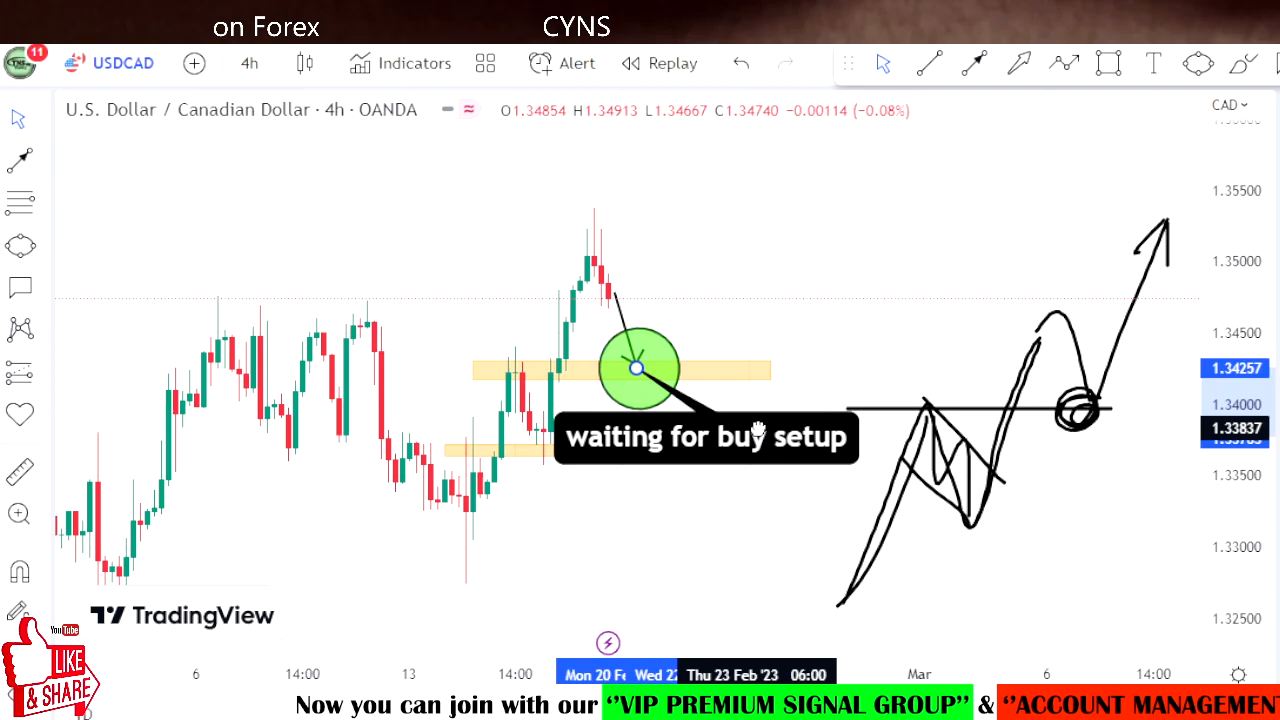 on Forex CYNS
11 USDCAD 4h Indicators Alert Replay
U.S. Dollar / Canadian Dollar · 4h · OANDA O1.34854 H1.34913 L1.34667 C1.34740 −0.00114 (−0.08%)
CAD
1.35500
1.35000
1.34500
1.34257
1.34000
1.33837
waiting for buy setup
1.33500
1.33000
1.32500
TradingView
YouTube
LIKE
& SHARE
6 14:00 13 14:00 Mon 20 Fe Wed 22 Thu 23 Feb '23 06:00 Mar 6 14:00
Now you can join with our ‘‘VIP PREMIUM SIGNAL GROUP’’ & ‘‘ACCOUNT MANAGEMEN